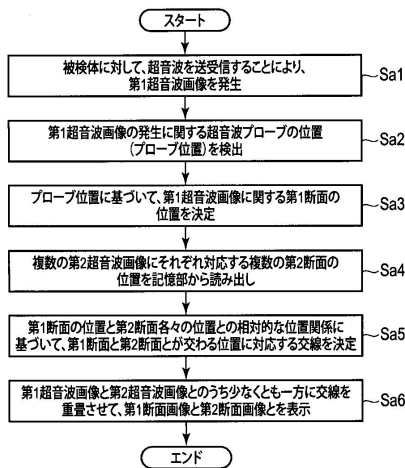 スタート
被検体に対して、超音波を送受信することにより、
第1超音波画像を発生
Sa1
第1超音波画像の発生に関する超音波プローブの位置
(プローブ位置)を検出
Sa2
プローブ位置に基づいて、第1超音波画像に関する第1断面の
位置を決定
Sa3
複数の第2超音波画像にそれぞれ対応する複数の第2断面の
位置を記憶部から読み出し
Sa4
第1断面の位置と第2断面各々の位置との相対的な位置関係に
基づいて、第1断面と第2断面とが交わる位置に対応する交線を決定
Sa5
第1超音波画像と第2超音波画像とのうち少なくとも一方に交線を
重畳させて、第1断面画像と第2断面画像とを表示
Sa6
エンド